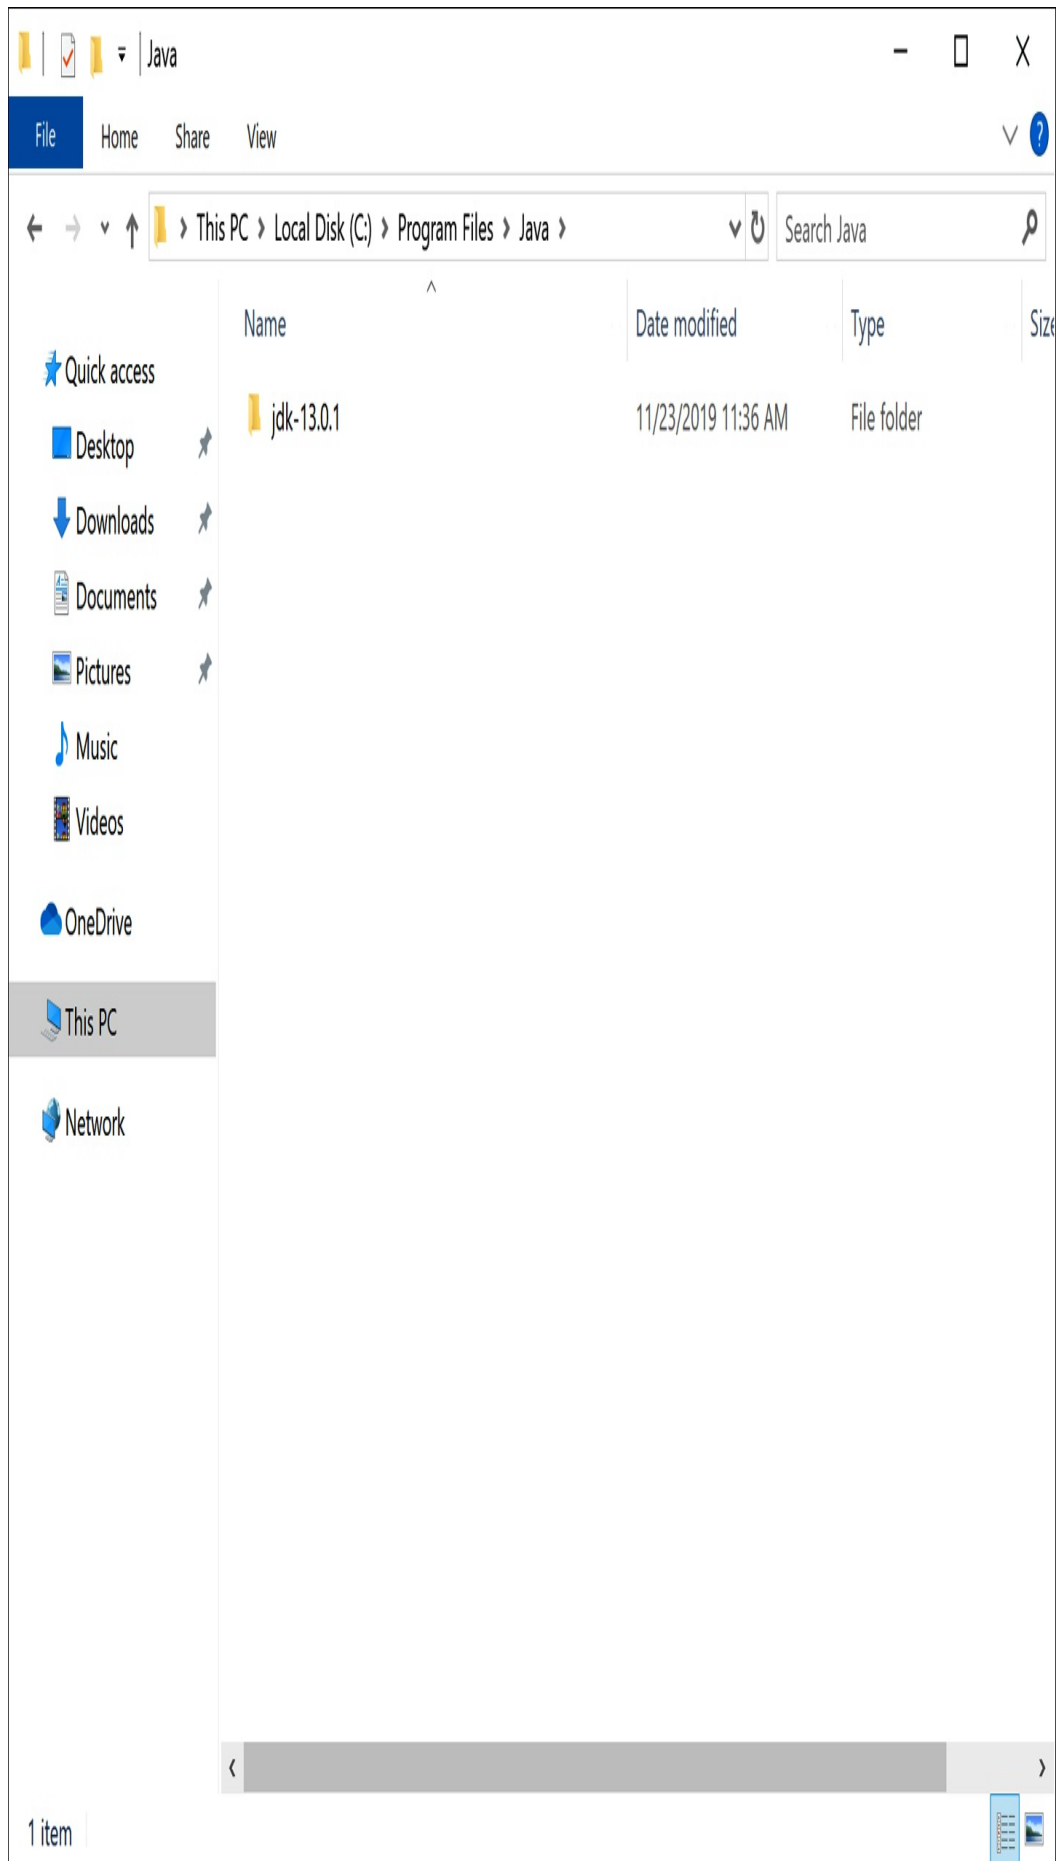 Java
File Home Share View
?
This PC > Local Disk (C:) > Program Files > Java >
Search Java
Name Date modified Type Size
Quick access
jdk-13.0.1 11/23/2019 11:36 AM File folder
Desktop
Downloads
Documents
Pictures
Music
Videos
OneDrive
This PC
Network
1 item